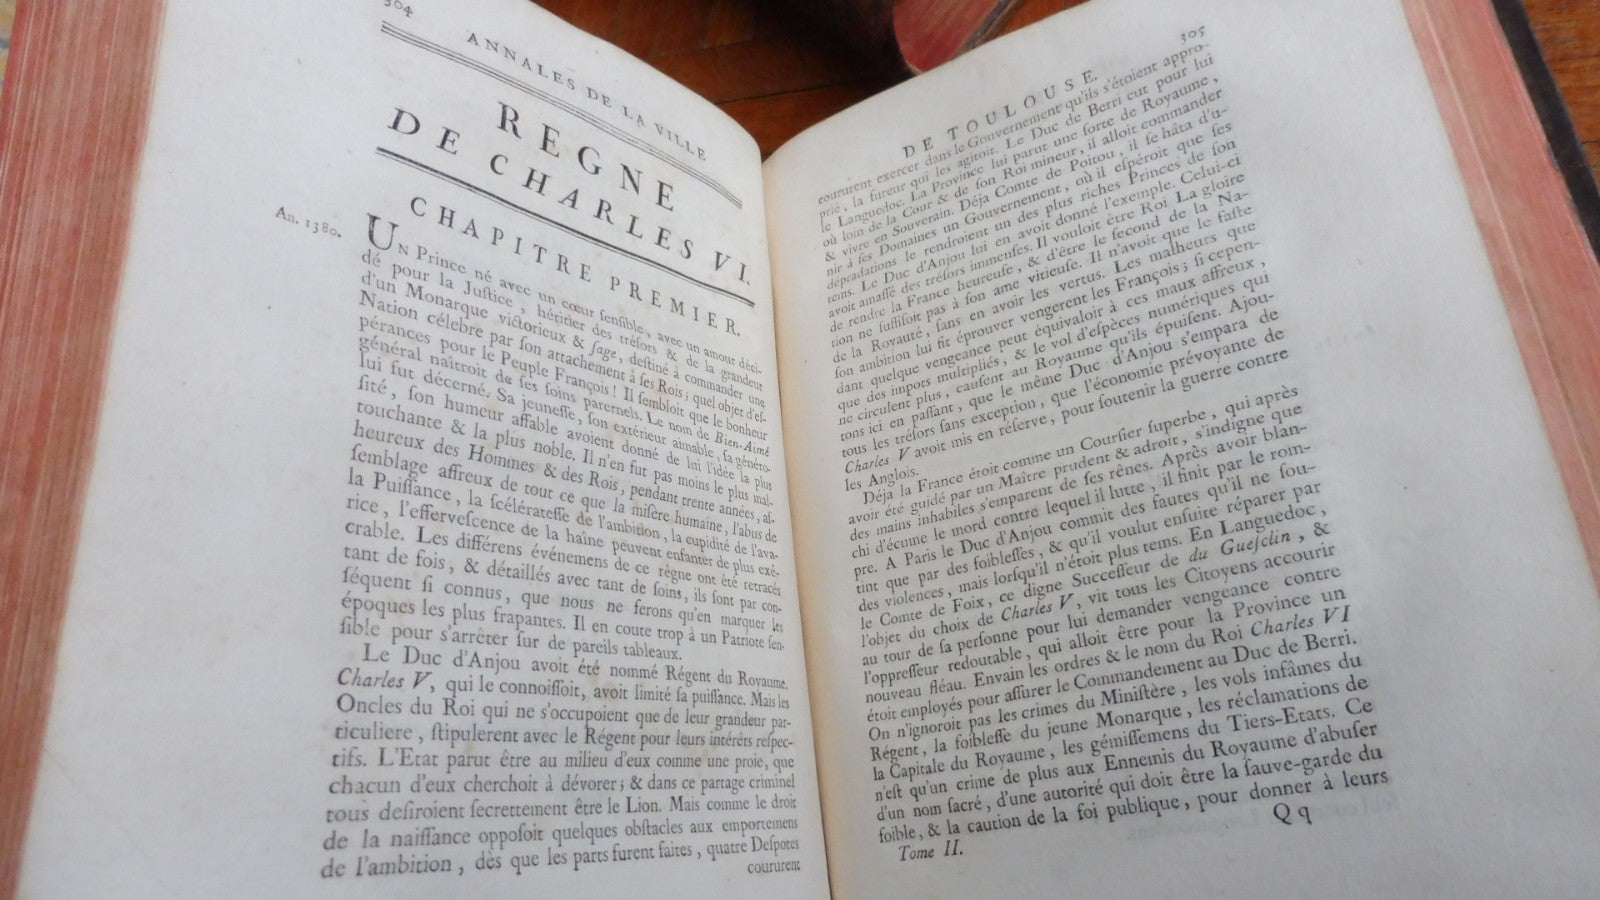 304
ANNALES DE LA VILLE
REGNE
DE CHARLES VI.
CHAPITRE PREMIER.
An. 1380.
UN Prince né avec un cœur ſenſible, avec un amour déci-
dé pour la Juſtice, héritier des tréſors & de la grandeur
d'un Monarque victorieux & ſage, deſtiné à commander une
Nation célebre par ſon attachement à ſes Rois; quel objet d'eſ-
pérances pour le Peuple François! Il ſembloit que le bonheur
général naîtroit de ſes ſoins paternels. Le nom de Bien-Aimé
lui fut décerné. Sa jeuneſſe, ſon extérieur aimable, ſa généro-
ſité, ſon humeur affable avoient donné de lui l'idée la plus
touchante & la plus noble. Il n'en fut pas moins le plus mal-
heureux des Hommes & des Rois, pendant trente années, aſ-
ſemblage affreux de tout ce que la miſère humaine, l'abus de
la Puiſſance, la ſcélérateſſe de l'ambition, la cupidité de l'ava-
rice, l'efferveſcence de la haîne peuvent enfanter de plus exé-
crable. Les différens événemens de ce règne ont été retracés
tant de fois, & détaillés avec tant de ſoins, ils ſont par con-
ſéquent ſi connus, que nous ne ferons qu'en marquer les
époques les plus frapantes. Il en coute trop à un Patriote ſen-
ſible pour s'arrêter ſur de pareils tableaux.
Le Duc d'Anjou avoit été nommé Régent du Royaume.
Charles V, qui le connoiſſoit, avoit limité ſa puiſſance. Mais les
Oncles du Roi qui ne s'occupoient que de leur grandeur par-
ticuliere, ſtipulerent avec le Régent pour leurs intérêts reſpec-
tifs. L'Etat parut être au milieu d'eux comme une proie, que
chacun d'eux cherchoit à dévorer; & dans ce partage criminel
tous deſiroient ſecrettement être le Lion. Mais comme le droit
de la naiſſance oppoſoit quelques obſtacles aux emportemens
de l'ambition, dès que les parts furent faites, quatre Deſpotes
coururent
305
DE TOULOUSE.
coururent exercer dans le Gouvernement qu'ils s'étoient appro-
prié, la fureur qui les agitoit. Le Duc de Berri eut pour lui
le Languedoc. La Province lui parut une ſorte de Royaume,
où loin de la Cour & de ſon Roi mineur, il alloit commander
& vivre en Souverain. Déja Comte de Poitou, il ſe hâta d'u-
nir à ſes Domaines un Gouvernement, où il eſpéroit que ſes
dépradations le rendroient un des plus riches Princes de ſon
tems. Le Duc d'Anjou lui en avoit donné l'exemple. Celui-ci
avoit amaſſé des tréſors immenſes. Il vouloit être Roi La gloire
de rendre la France heureuſe, & d'être le ſecond de la Na-
tion ne ſuffiſoit pas à ſon ame vitieuſe. Il n'avoit que le faſte
de la Royauté, ſans en avoir les vertus. Les malheurs que
ſon ambition lui fit éprouver vengerent les François; ſi cepen-
dant quelque vengeance peut équivaloir à ces maux affreux,
que des impots multipliés, & le vol d'eſpèces numériques qui
ne circulent plus, cauſent au Royaume qu'ils épuiſent. Ajou-
tons ici en paſſant, que le même Duc d'Anjou s'empara de
tous les tréſors ſans exception, que l'économie prévoyante de
Charles V avoit mis en réſerve, pour ſoutenir la guerre contre
les Anglois.
Déja la France étoit comme un Courſier ſuperbe, qui après
avoir été guidé par un Maître prudent & adroit, s'indigne que
des mains inhabiles s'emparent de ſes rênes. Après avoir blan-
chi d'écume le mord contre lequel il lutte, il finit par le rom-
pre. A Paris le Duc d'Anjou commit des fautes qu'il ne ſou-
tint que par des foibleſſes, & qu'il voulut enſuite réparer par
des violences, mais lorſqu'il n'étoit plus tems. En Languedoc,
le Comte de Foix, ce digne Succeſſeur de du Gueſclin, &
l'objet du choix de Charles V, vit tous les Citoyens accourir
au tour de ſa perſonne pour lui demander vengeance contre
l'oppreſſeur redoutable, qui alloit être pour la Province un
nouveau fléau. Envain les ordres & le nom du Roi Charles VI
étoit employés pour aſſurer le Commandement au Duc de Berri.
On n'ignoroit pas les crimes du Miniſtère, les vols infâmes du
Régent, la foibleſſe du jeune Monarque, les réclamations de
la Capitale du Royaume, les gémiſſemens du Tiers-Etats. Ce
n'eſt qu'un crime de plus aux Ennemis du Royaume d'abuſer
d'un nom ſacré, d'une autorité qui doit être la ſauve-garde du
foible, & la caution de la foi publique, pour donner à leurs
Tome II.
Q q